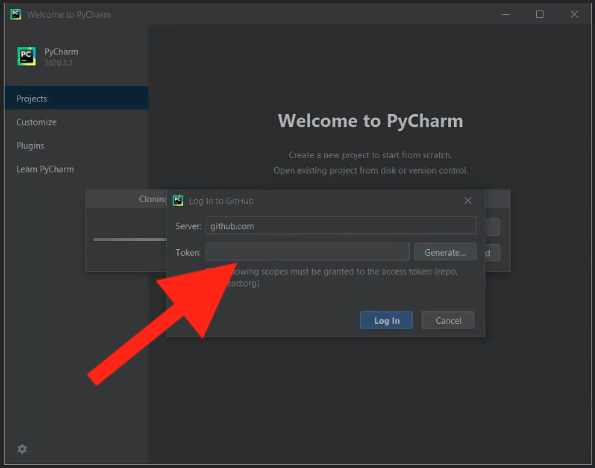 Welcome to PyCharm
PyCharm
2020.3.2
Projects
Customize
Plugins
Learn PyCharm
Welcome to PyCharm
Create a new project to start from scratch.
Open existing project from disk or version control.
Cloning
Log In to GitHub
Server: github.com
Token: Generate...
owing scopes must be granted to the access token: [repo,
ead:org]
Log In Cancel